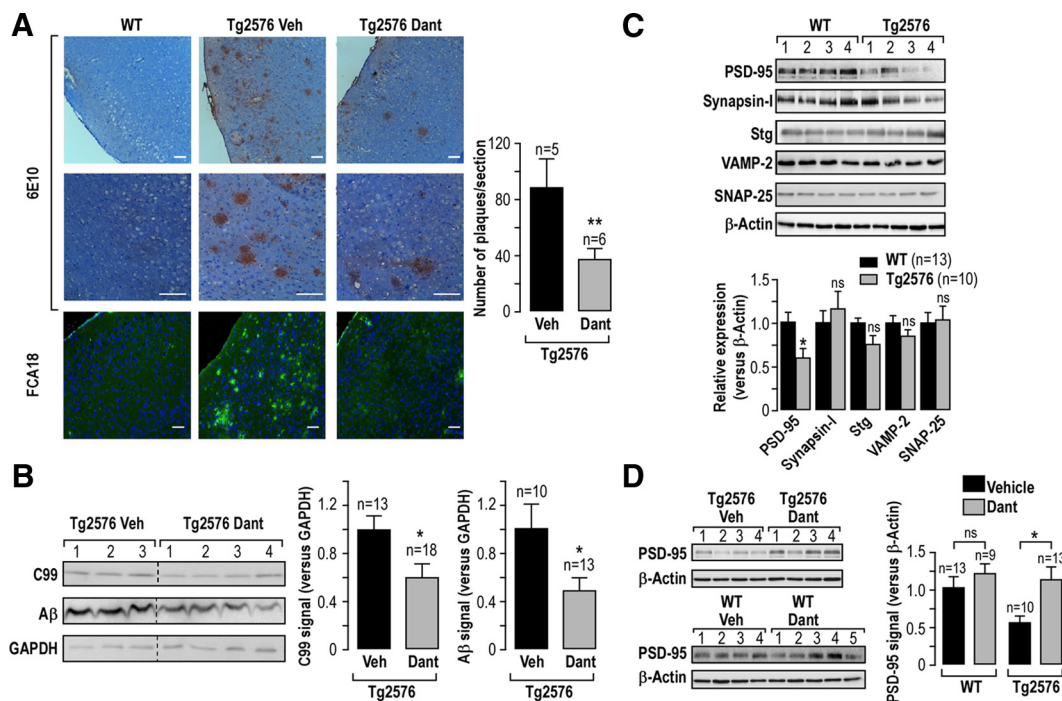 A
WT
Tg2576 Veh
Tg2576 Dant
6E10
FCA18
Number of plaques/section
120
80
40
0
n=5
**
n=6
Veh
Dant
Tg2576
B
Tg2576 Veh
Tg2576 Dant
1 2 3 1 2 3 4
C99
Aβ
GAPDH
C99 signal (versus GAPDH)
1.2
0.8
0.4
0
n=13
*
n=18
Veh
Dant
Tg2576
Aβ signal (versus GAPDH)
1.2
0.8
0.4
0
n=10
*
n=13
Veh
Dant
Tg2576
C
WT
Tg2576
1 2 3 4 1 2 3 4
PSD-95
Synapsin-I
Stg
VAMP-2
SNAP-25
β-Actin
WT (n=13)
Tg2576 (n=10)
Relative expression
(versus β-Actin)
1.5
1.0
0.5
0
*
ns
ns
ns
ns
PSD-95
Synapsin-I
Stg
VAMP-2
SNAP-25
D
Tg2576
Veh
Tg2576
Dant
1 2 3 4 1 2 3 4
PSD-95
β-Actin
WT
Veh
WT
Dant
1 2 3 4 1 2 3 4 5
PSD-95
β-Actin
Vehicle
Dant
PSD-95 signal (versus β-Actin)
1.5
1.0
0.5
0
ns
n=13
n=9
*
n=10
n=13
WT
Tg2576